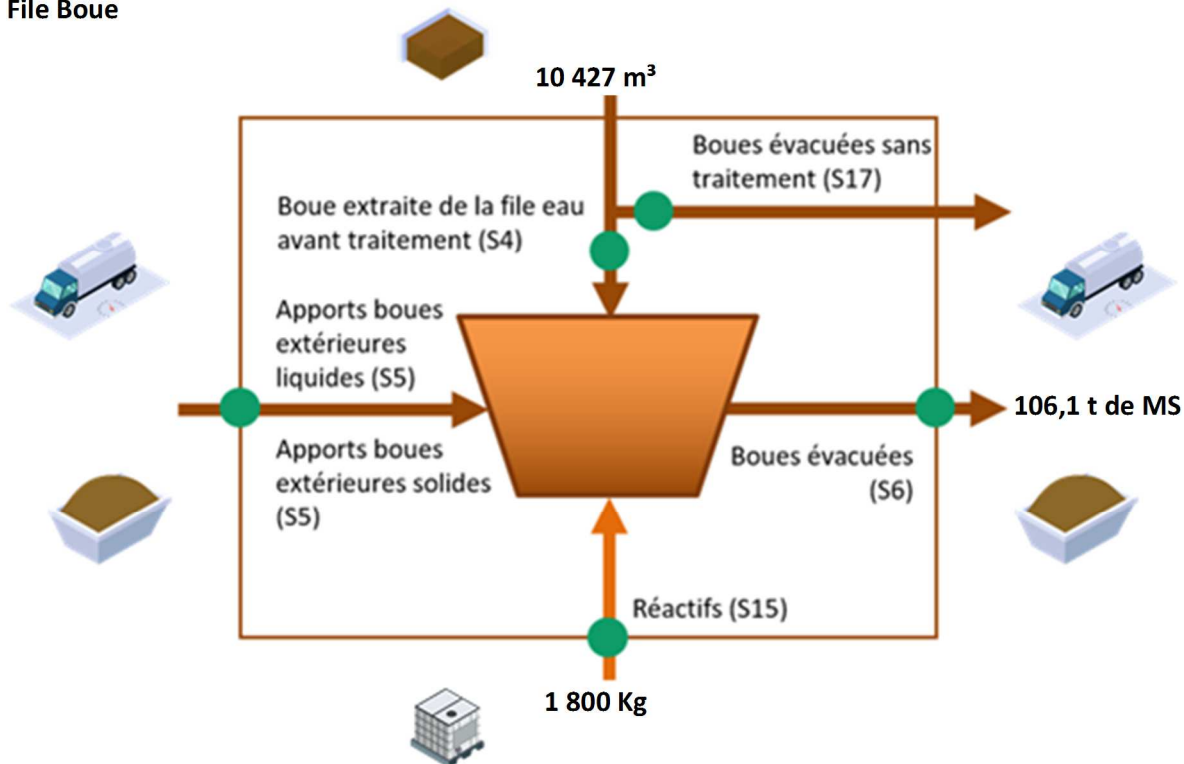 File Boue
10 427 m³
Boues évacuées sans
traitement (S17)
Boue extraite de la file eau
avant traitement (S4)
Apports boues
extérieures
liquides (S5)
106,1 t de MS
Apports boues
extérieures solides
(S5)
Boues évacuées
(S6)
Réactifs (S15)
1 800 Kg